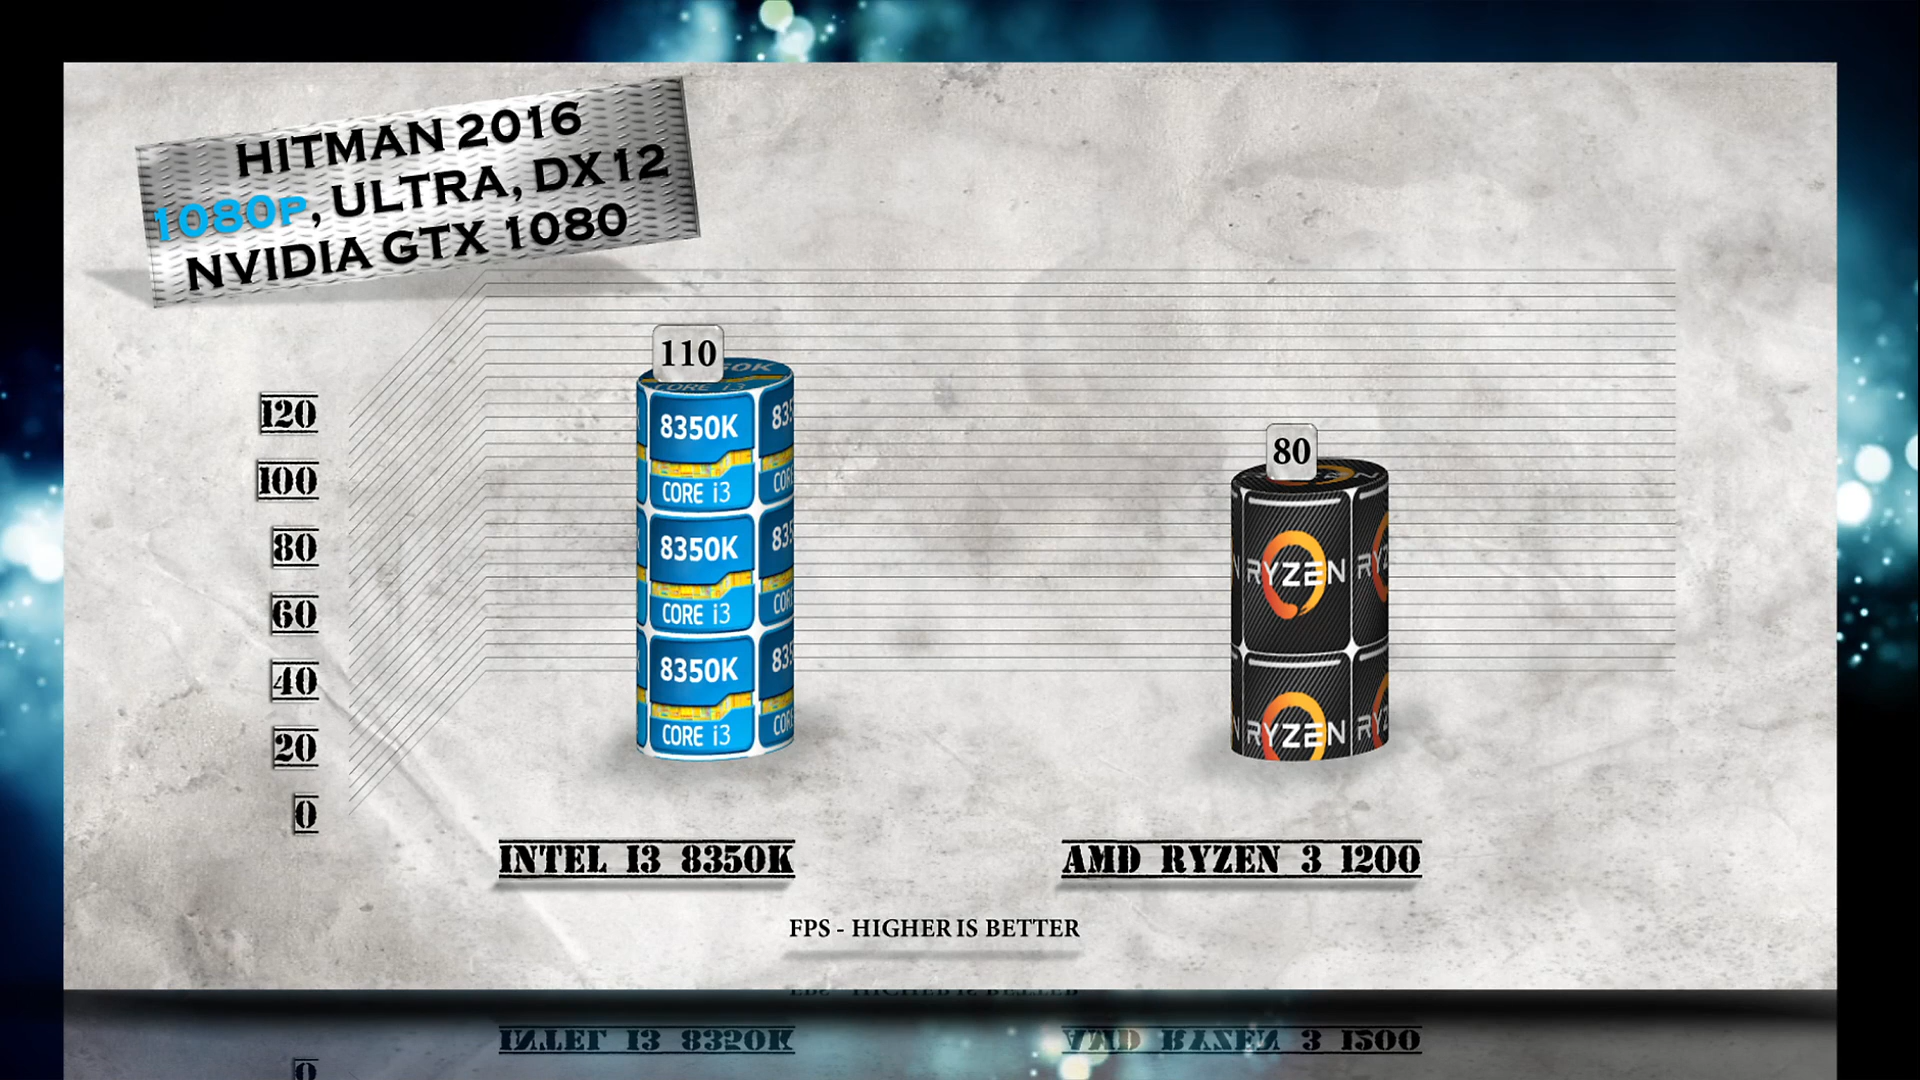 HITMAN 2016
1080P, ULTRA, DX12
NVIDIA GTX 1080
120
100
80
60
40
20
0
110
8350K
CORE i3
8350K
CORE i3
8350K
CORE i3
80
RYZEN
RYZEN
INTEL I3 8350K
AMD RYZEN 3 1200
FPS - HIGHER IS BETTER